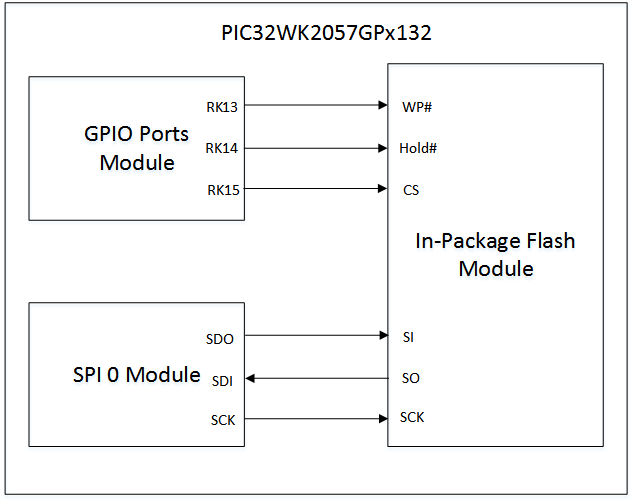 PIC32WK2057GPx132
GPIO Ports
Module
RK13
RK14
RK15
WP#
Hold#
CS
In-Package Flash
Module
SPI 0 Module
SDO
SDI
SCK
SI
SO
SCK